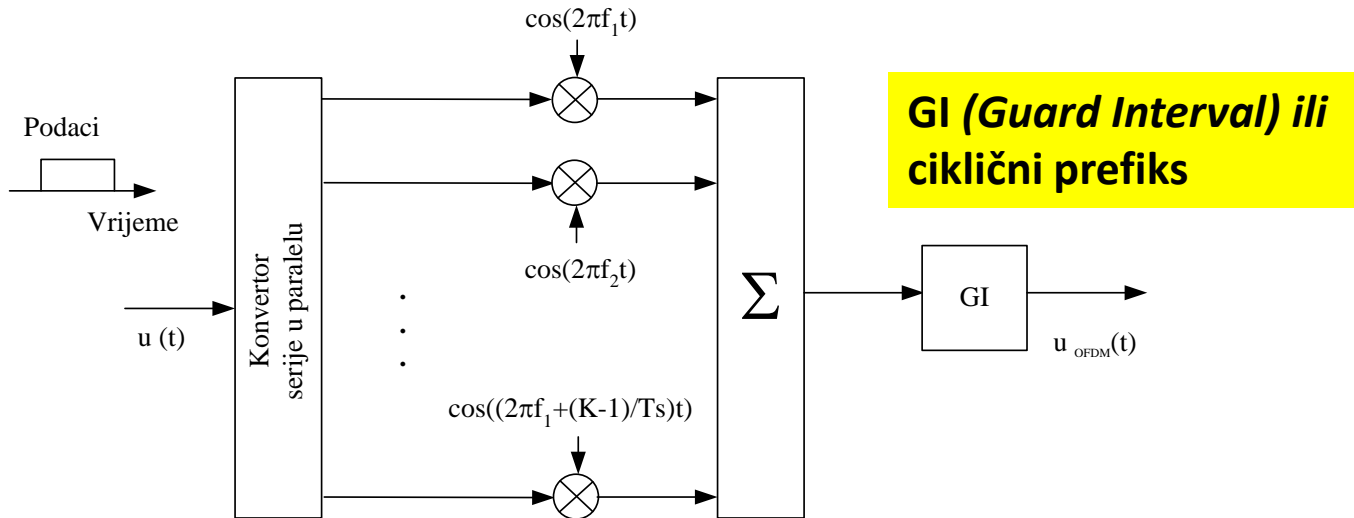 cos(2πf₁t)
GI (Guard Interval) ili
ciklični prefiks
Podaci
Vrijeme
cos(2πf₂t)
u (t)
Konvertor
serije u paralelu
.
.
.
Σ
GI
u OFDM(t)
cos((2πf₁+(K-1)/Ts)t)